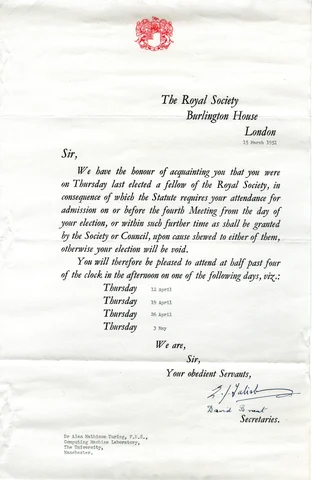 The Royal Society
Burlington House
London
15 March 1951
Sir,
We have the honour of acquainting you that you were
on Thursday last elected a fellow of the Royal Society, in
consequence of which the Statute requires your attendance for
admission on or before the fourth Meeting from the day of
your election, or within such further time as shall be granted
by the Society or Council, upon cause shewed to either of them,
otherwise your election will be void.
You will therefore be pleased to attend at half past four
of the clock in the afternoon on one of the following days, viz.:
Thursday 12 April
Thursday 19 April
Thursday 26 April
Thursday 3 May
We are,
Sir,
Your obedient Servants,
David Brunt
Secretaries.
Dr Alan Mathison Turing, F.R.S.,
Computing Machine Laboratory,
The University,
Manchester.